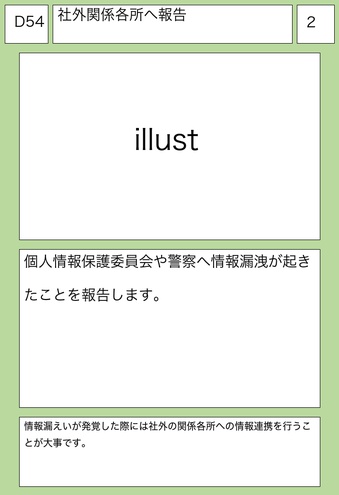 D54
社外関係各所へ報告
2
illust
個人情報保護委員会や警察へ情報漏洩が起き
たことを報告します。
情報漏えいが発覚した際には社外の関係各所への情報連携を行うこ
とが大事です。